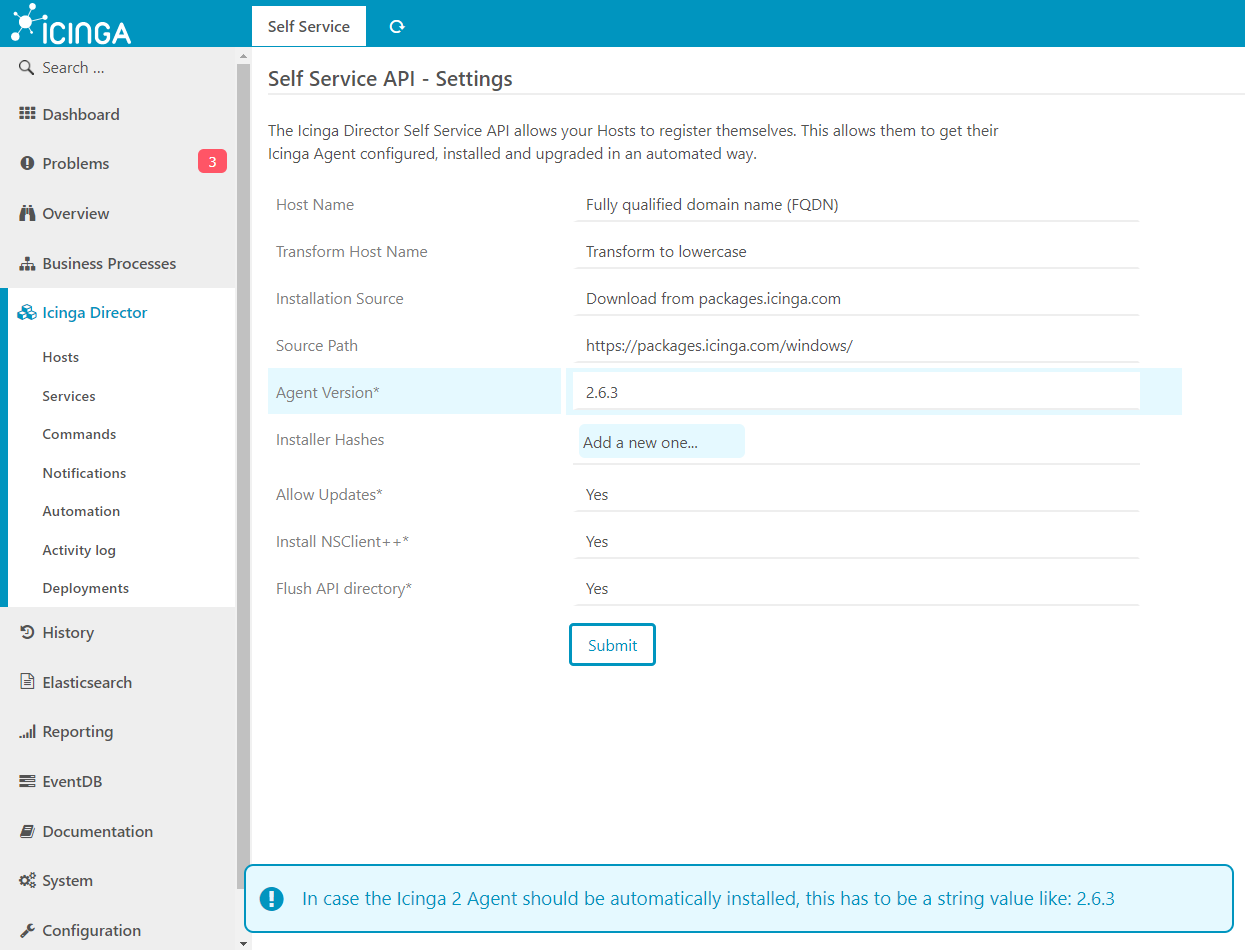 ICINGA
Self Service
Search ...
Dashboard
Problems 3
Overview
Business Processes
Icinga Director
Hosts
Services
Commands
Notifications
Automation
Activity log
Deployments
History
Elasticsearch
Reporting
EventDB
Documentation
System
Configuration
Self Service API - Settings
The Icinga Director Self Service API allows your Hosts to register themselves. This allows them to get their
Icinga Agent configured, installed and upgraded in an automated way.
Host Name Fully qualified domain name (FQDN)
Transform Host Name Transform to lowercase
Installation Source Download from packages.icinga.com
Source Path https://packages.icinga.com/windows/
Agent Version* 2.6.3
Installer Hashes Add a new one...
Allow Updates* Yes
Install NSClient++* Yes
Flush API directory* Yes
Submit
In case the Icinga 2 Agent should be automatically installed, this has to be a string value like: 2.6.3